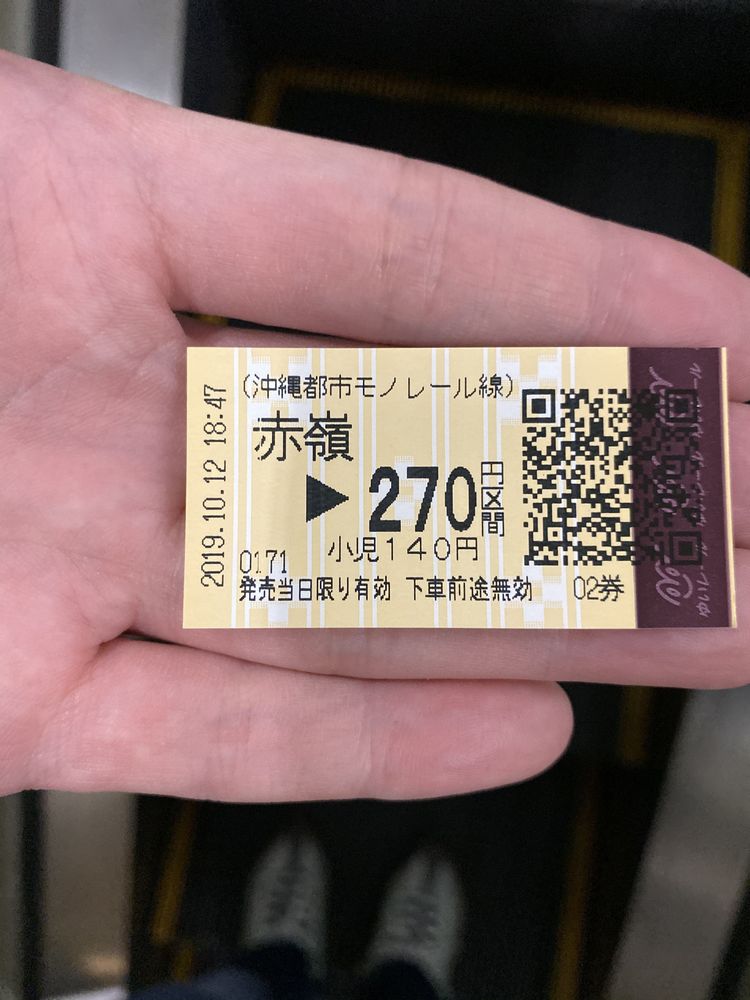 (沖縄都市モノレール線)
赤嶺
▶270円区間
小児140円
0171
発売当日限り有効 下車前途無効 02券
2019.10.12 18:47